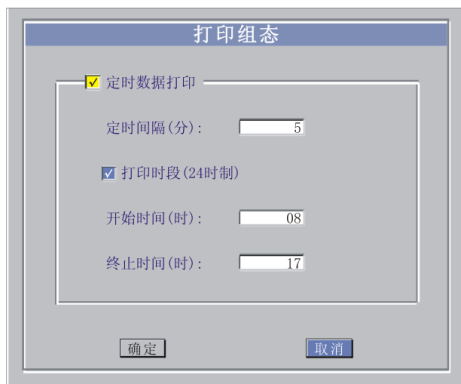 打印组态
定时数据打印
定时间隔(分): 5
打印时段(24时制)
开始时间(时): 08
终止时间(时): 17
确定 取消